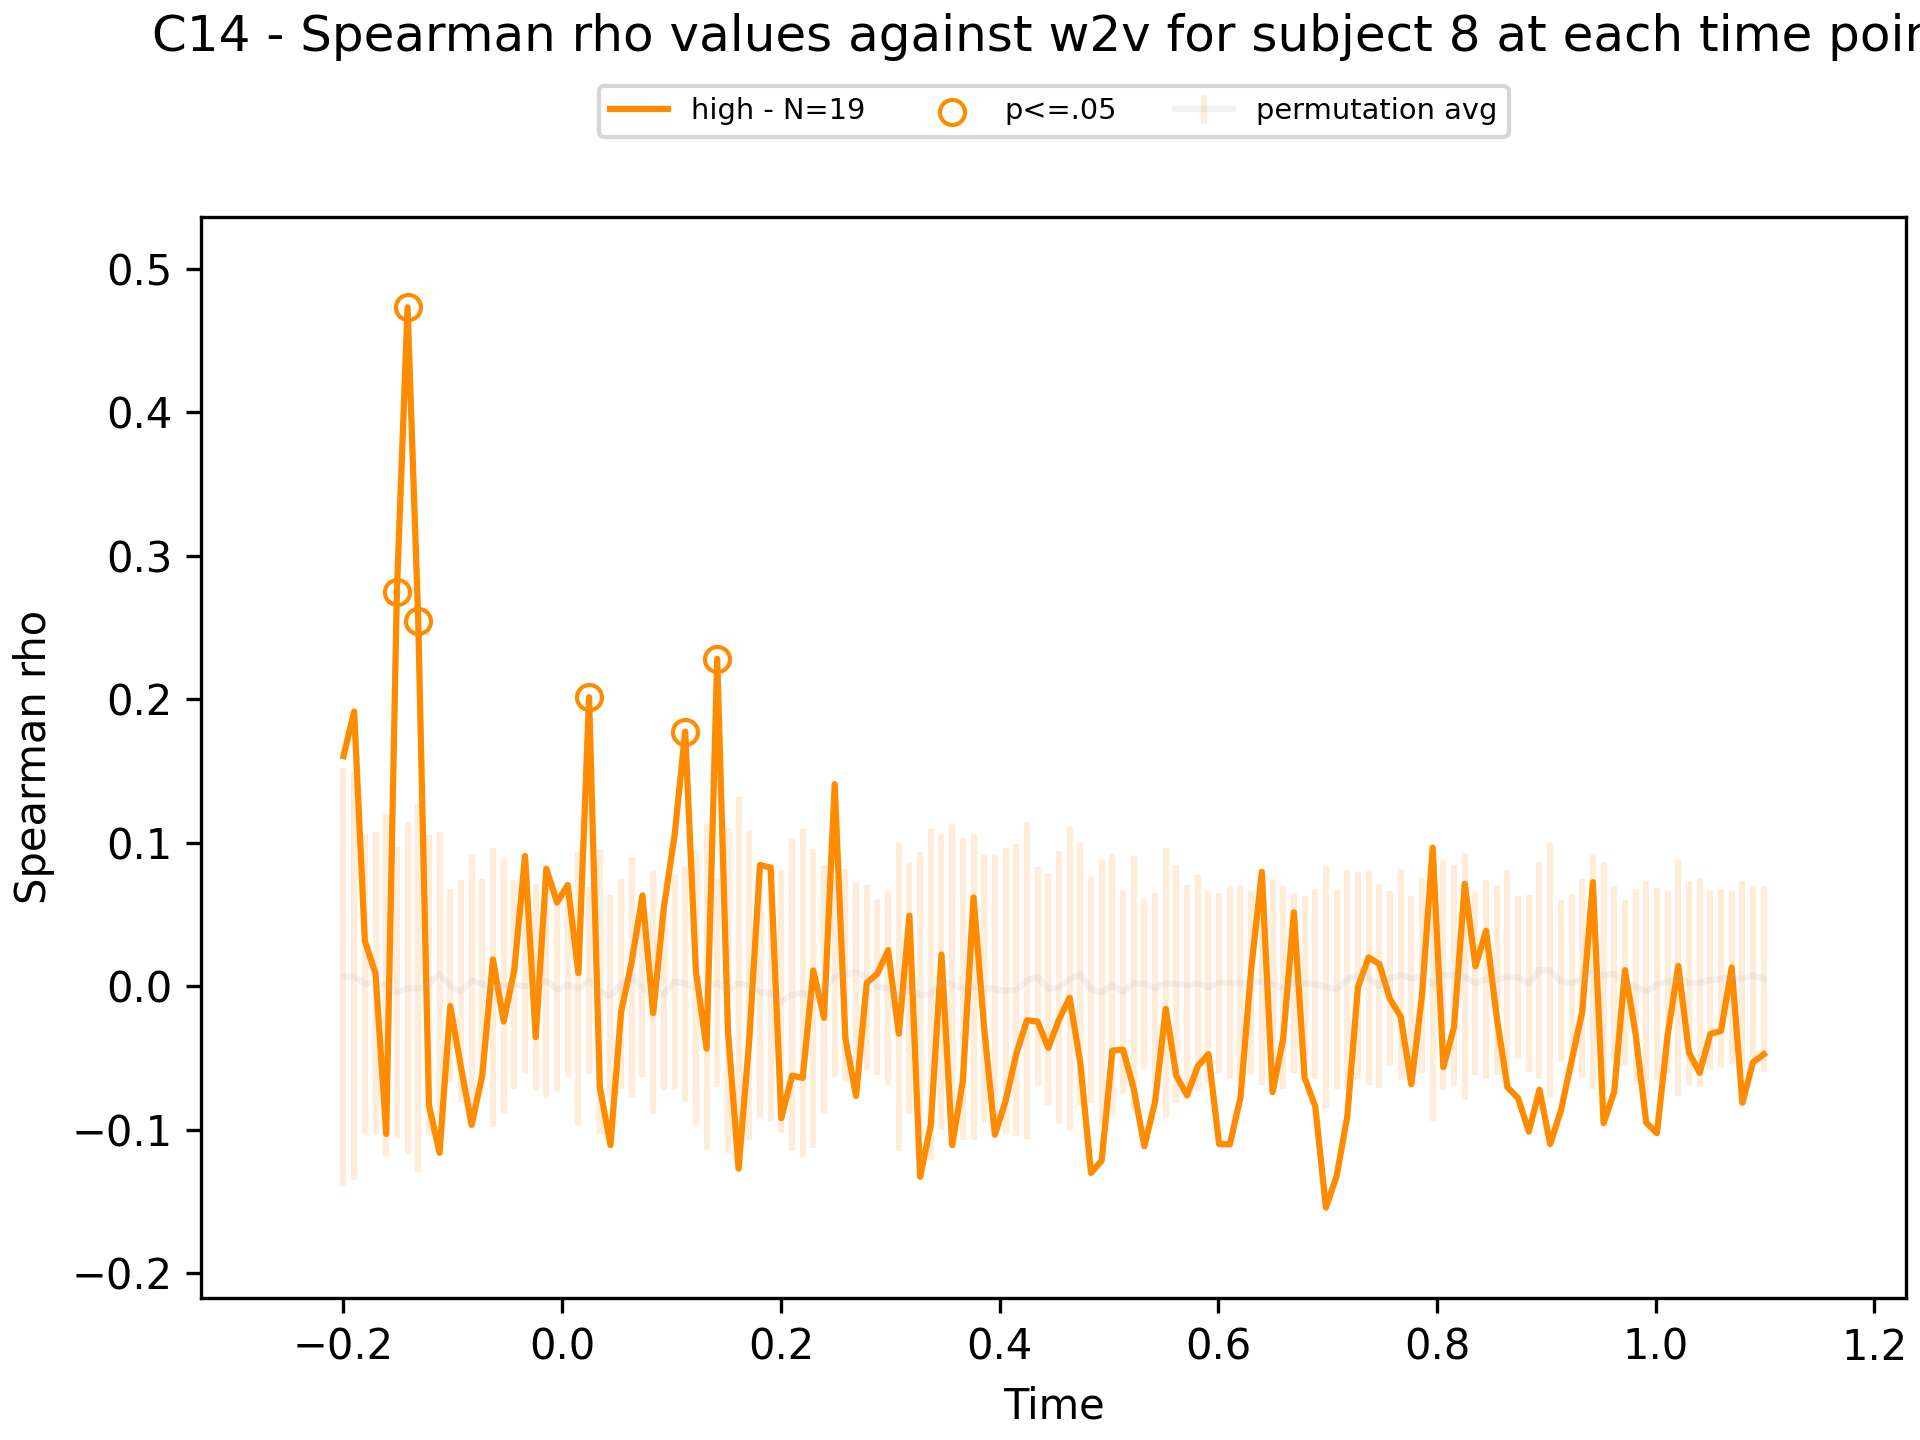 C14 - Spearman rho values against w2v for subject 8 at each time poin
high - N=19 p<=.05 permutation avg
0.5
0.4
0.3
0.2
0.1
0.0
−0.1
−0.2
Spearman rho
−0.2 0.0 0.2 0.4 0.6 0.8 1.0 1.2
Time